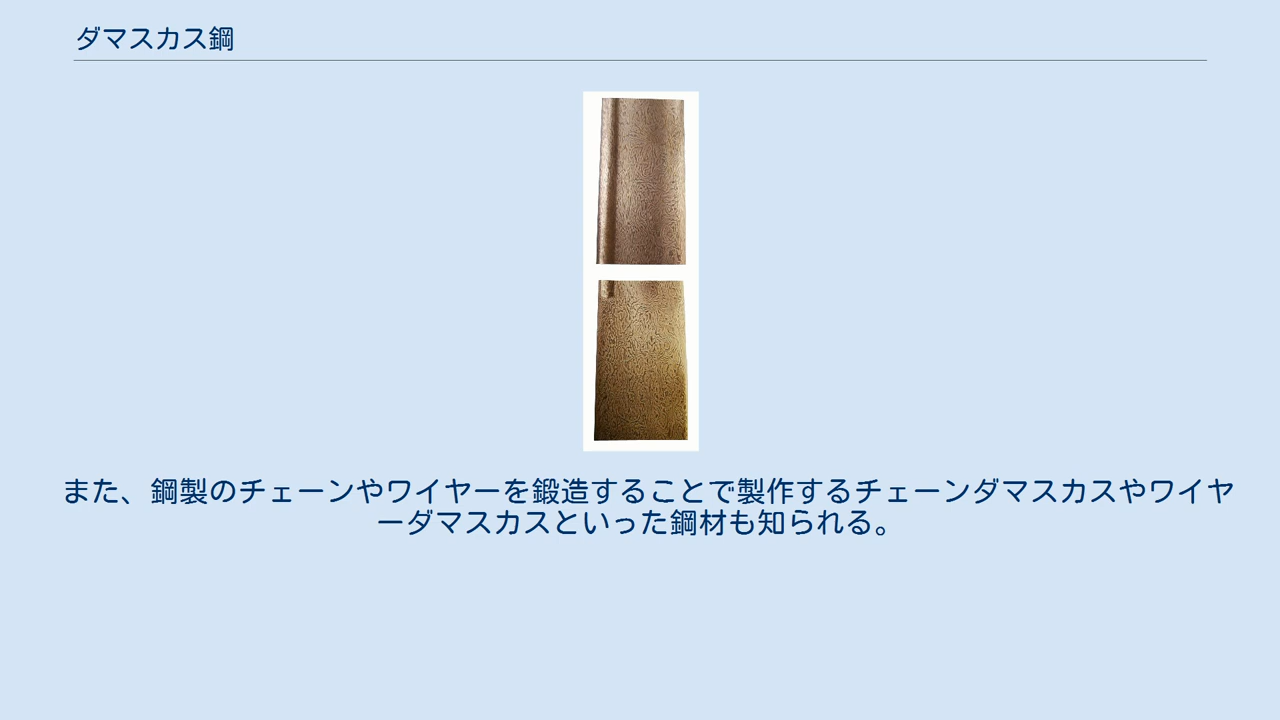 ダマスカス鋼
また、鋼製のチェーンやワイヤーを鍛造することで製作するチェーンダマスカスやワイヤ
ーダマスカスといった鋼材も知られる。